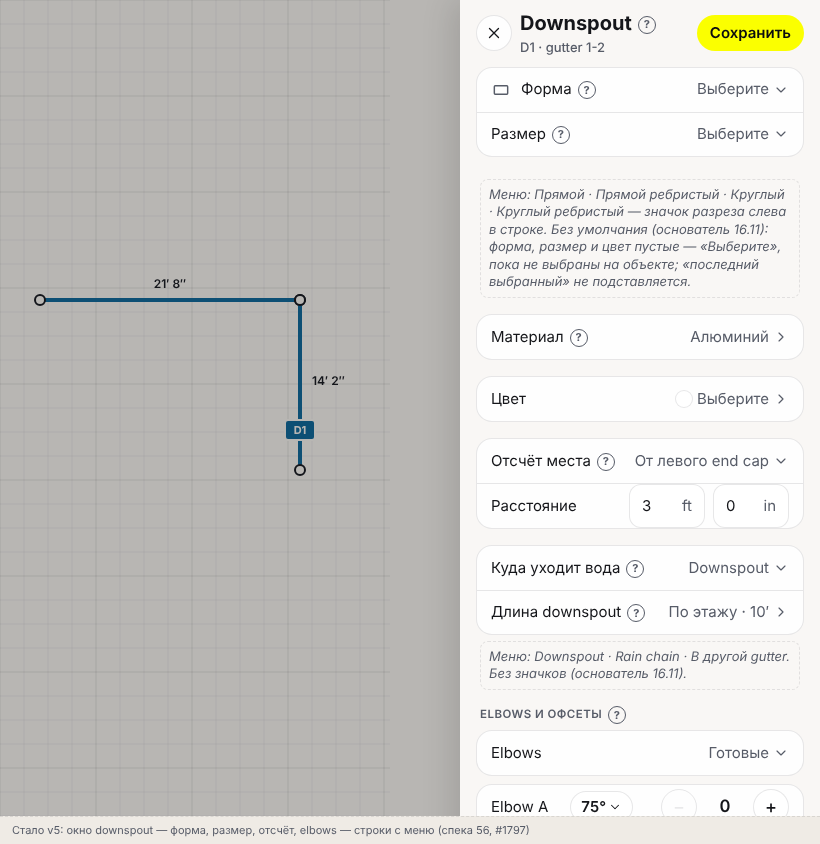 Downspout ?
D1 · gutter 1-2
Сохранить
Форма ? Выберите
Размер ? Выберите
Меню: Прямой · Прямой ребристый · Круглый
· Круглый ребристый — значок разреза слева
в строке. Без умолчания (основатель 16.11):
форма, размер и цвет пустые — «Выберите»,
пока не выбраны на объекте; «последний
выбранный» не подставляется.
21′ 8″
14′ 2″
D1
Материал ? Алюминий
Цвет Выберите
Отсчёт места ? От левого end cap
Расстояние 3 ft 0 in
Куда уходит вода ? Downspout
Длина downspout ? По этажу · 10′
Меню: Downspout · Rain chain · В другой gutter.
Без значков (основатель 16.11).
ELBOWS И ОФСЕТЫ ?
Elbows Готовые
Elbow A 75° − 0 +
Стало v5: окно downspout — форма, размер, отсчёт, elbows — строки с меню (спека 56, #1797)